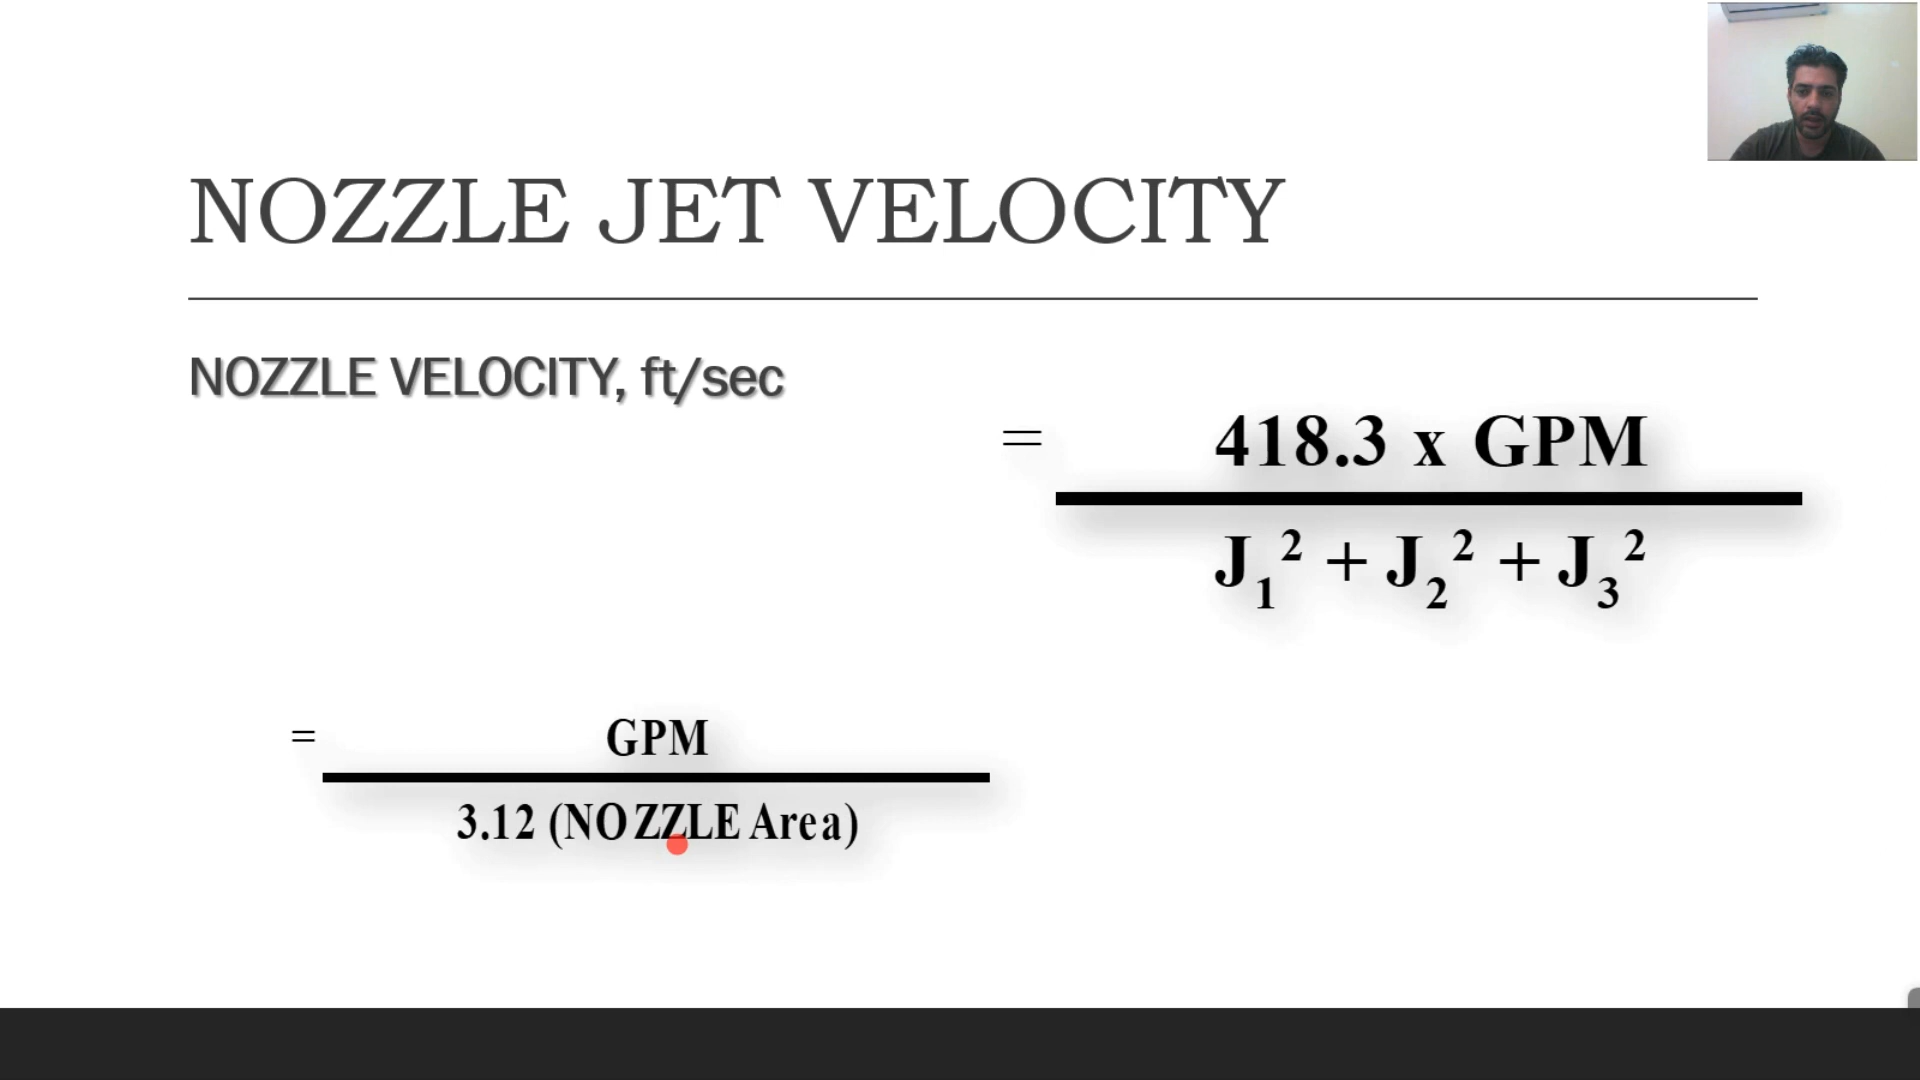 NOZZLE JET VELOCITY
NOZZLE VELOCITY, ft/sec
= 418.3 x GPM
J₁² + J₂² + J₃²
= GPM
3.12 (NOZZLE Area)